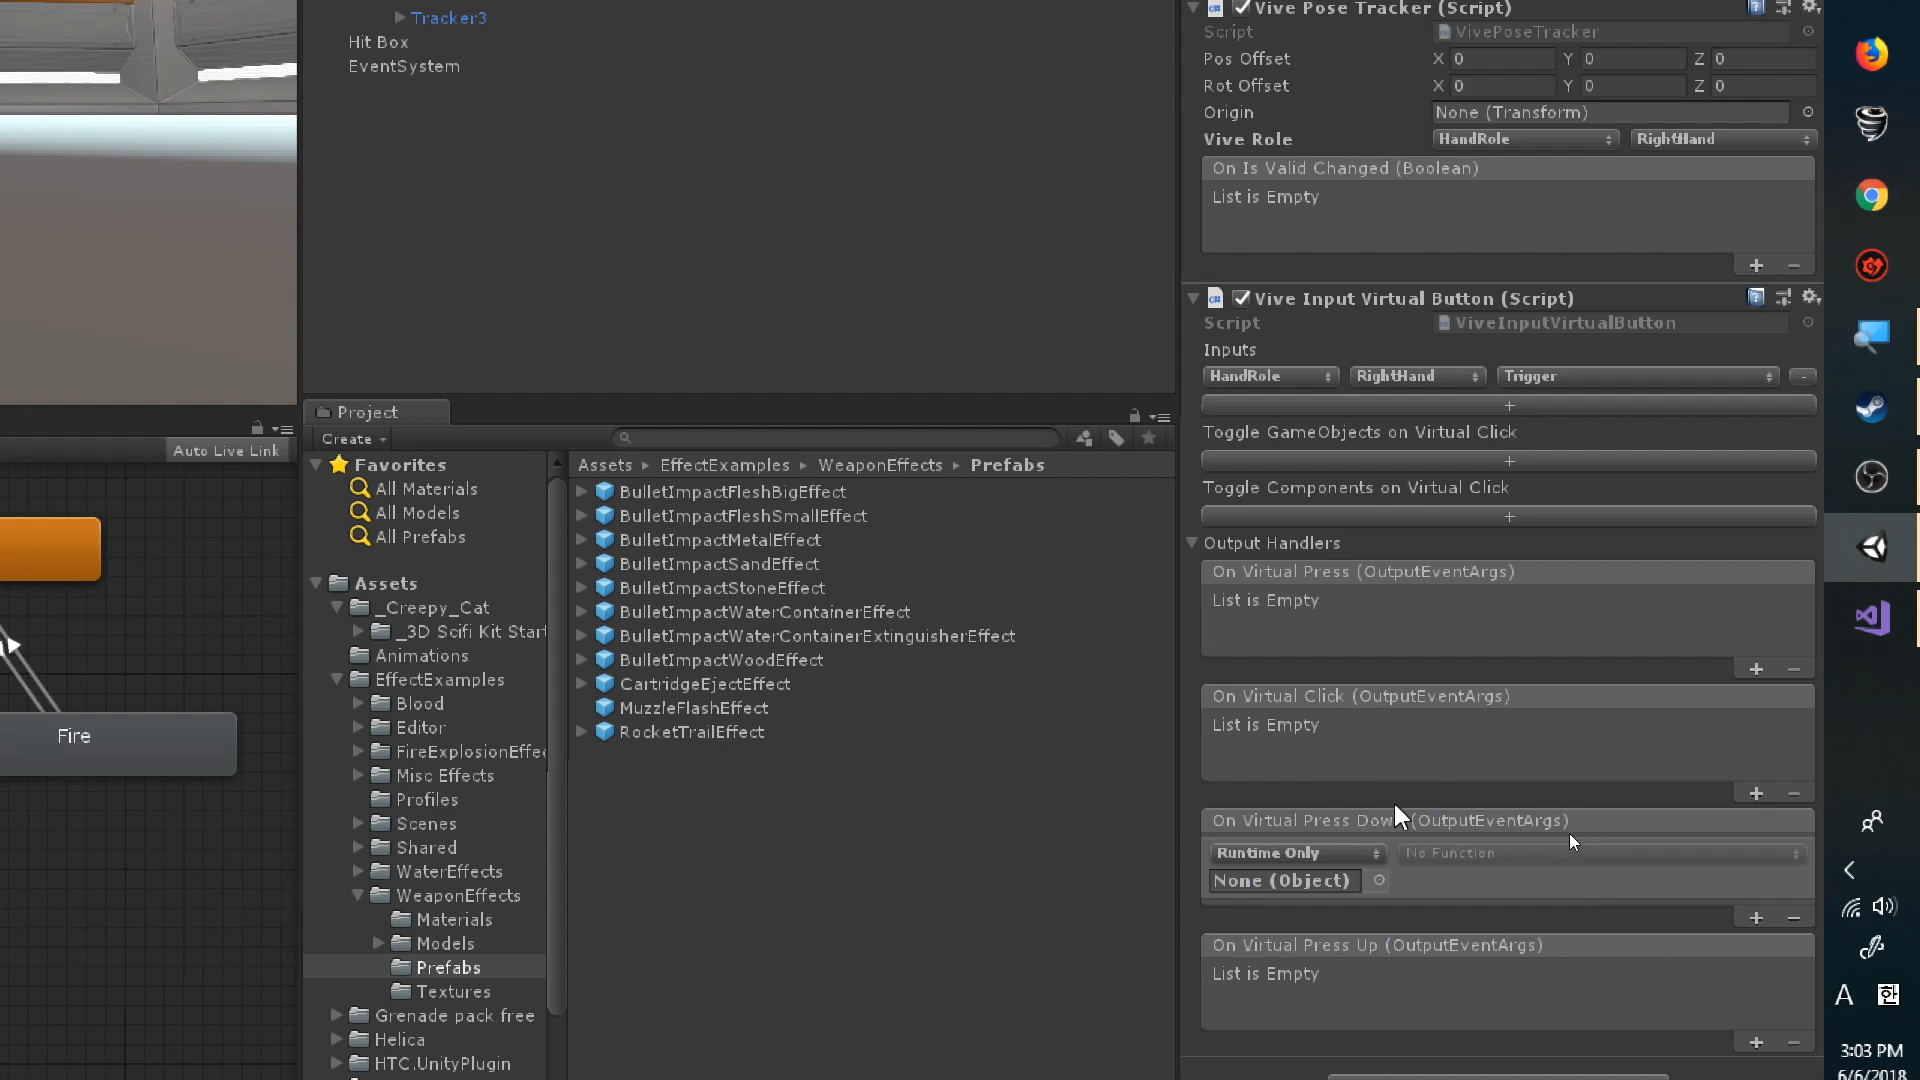 Tracker3
Hit Box
EventSystem
Auto Live Link
Fire
Project
Create
Favorites
All Materials
All Models
All Prefabs
Assets
_Creepy_Cat
_3D Scifi Kit Start
Animations
EffectExamples
Blood
Editor
FireExplosionEffec
Misc Effects
Profiles
Scenes
Shared
WaterEffects
WeaponEffects
Materials
Models
Prefabs
Textures
Grenade pack free
Helica
HTC.UnityPlugin
Assets EffectExamples WeaponEffects Prefabs
BulletImpactFleshBigEffect
BulletImpactFleshSmallEffect
BulletImpactMetalEffect
BulletImpactSandEffect
BulletImpactStoneEffect
BulletImpactWaterContainerEffect
BulletImpactWaterContainerExtinguisherEffect
BulletImpactWoodEffect
CartridgeEjectEffect
MuzzleFlashEffect
RocketTrailEffect
Vive Pose Tracker (Script)
Script VivePoseTracker
Pos Offset X 0 Y 0 Z 0
Rot Offset X 0 Y 0 Z 0
Origin None (Transform)
Vive Role HandRole RightHand
On Is Valid Changed (Boolean)
List is Empty
Vive Input Virtual Button (Script)
Script ViveInputVirtualButton
Inputs
HandRole RightHand Trigger
Toggle GameObjects on Virtual Click
Toggle Components on Virtual Click
Output Handlers
On Virtual Press (OutputEventArgs)
List is Empty
On Virtual Click (OutputEventArgs)
List is Empty
On Virtual Press Down (OutputEventArgs)
Runtime Only No Function
None (Object)
On Virtual Press Up (OutputEventArgs)
List is Empty
A 한
3:03 PM
6/6/2018